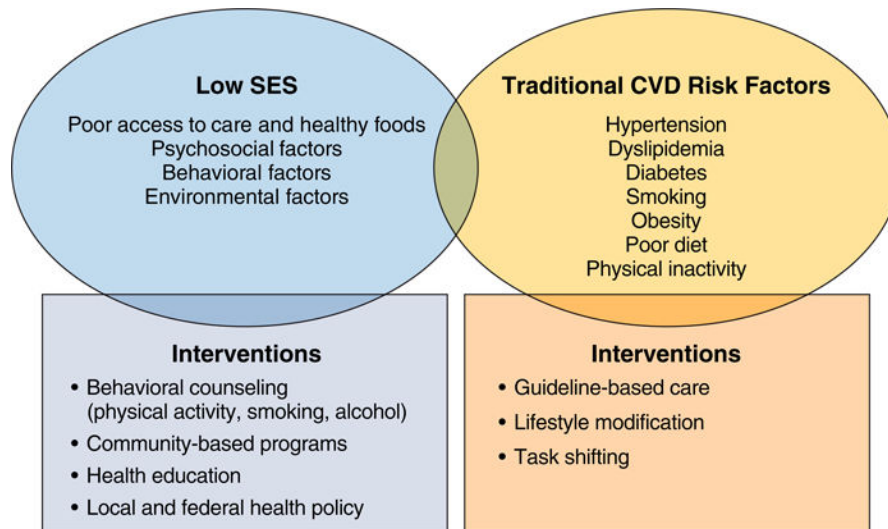 Low SES
Poor access to care and healthy foods
Psychosocial factors
Behavioral factors
Environmental factors
Traditional CVD Risk Factors
Hypertension
Dyslipidemia
Diabetes
Smoking
Obesity
Poor diet
Physical inactivity
Interventions
• Behavioral counseling
(physical activity, smoking, alcohol)
• Community-based programs
• Health education
• Local and federal health policy
Interventions
• Guideline-based care
• Lifestyle modification
• Task shifting